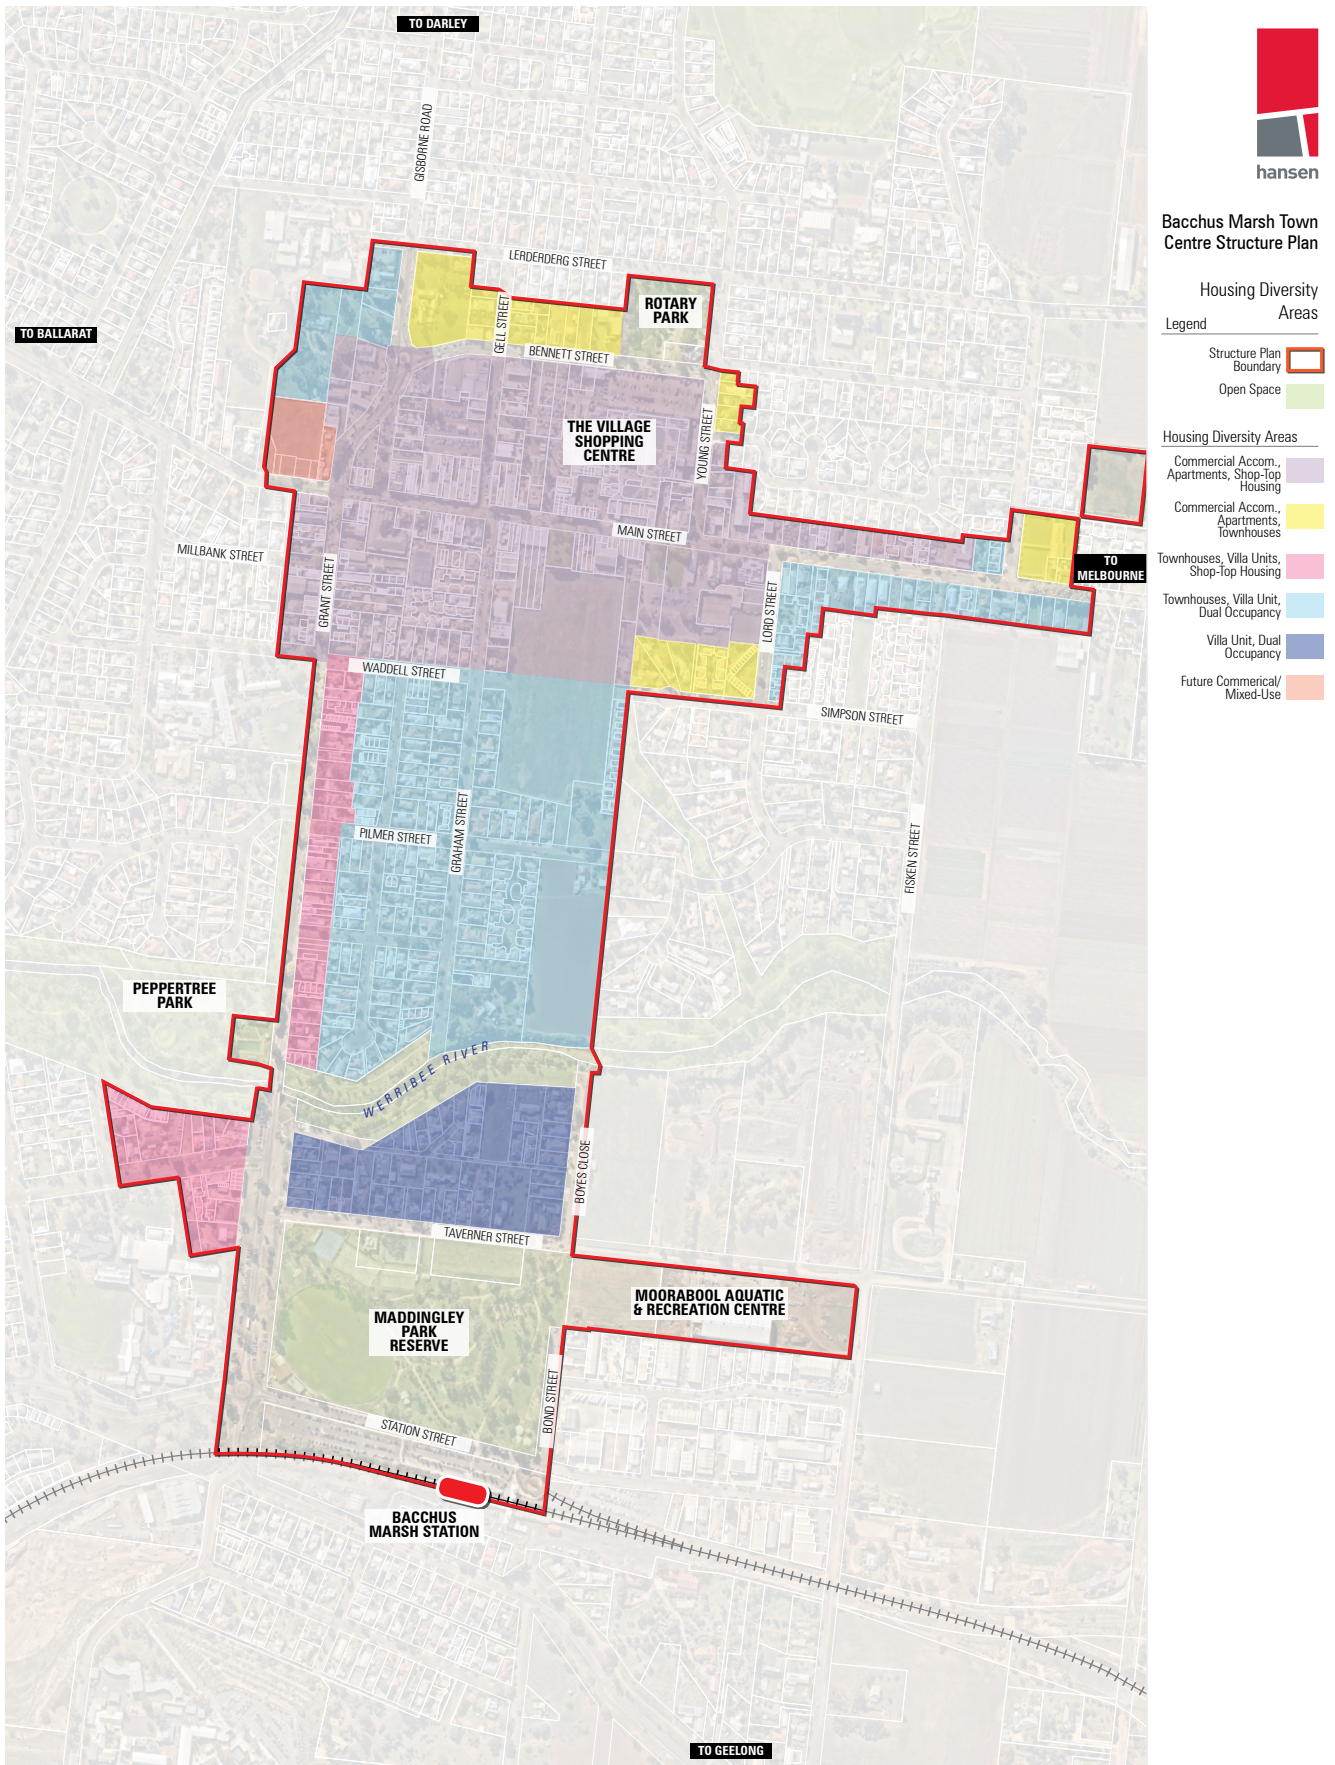 TO DARLEY
GISBORNE ROAD
LERDERDERG STREET
ROTARY
PARK
TO BALLARAT
GELL STREET
BENNETT STREET
THE VILLAGE
SHOPPING
CENTRE
YOUNG STREET
MAIN STREET
MILLBANK STREET
GRANT STREET
TO
MELBOURNE
LORD STREET
WADDELL STREET
SIMPSON STREET
PILMER STREET
GRAHAM STREET
FISKEN STREET
PEPPERTREE
PARK
WERRIBEE RIVER
BOYES CLOSE
TAVERNER STREET
MOORABOOL AQUATIC
& RECREATION CENTRE
MADDINGLEY
PARK
RESERVE
BOND STREET
STATION STREET
BACCHUS
MARSH STATION
TO GEELONG
hansen
Bacchus Marsh Town
Centre Structure Plan
Housing Diversity
Areas
Legend
Structure Plan
Boundary
Open Space
Housing Diversity Areas
Commercial Accom.,
Apartments, Shop-Top
Housing
Commercial Accom.,
Apartments,
Townhouses
Townhouses, Villa Units,
Shop-Top Housing
Townhouses, Villa Unit,
Dual Occupancy
Villa Unit, Dual
Occupancy
Future Commerical/
Mixed-Use